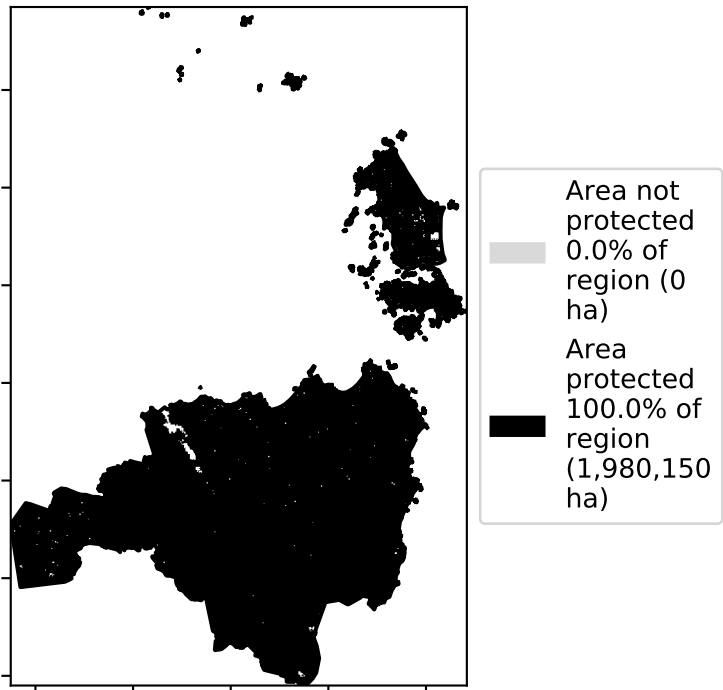 Area not
protected
0.0% of
region (0
ha)
Area
protected
100.0% of
region
(1,980,150
ha)